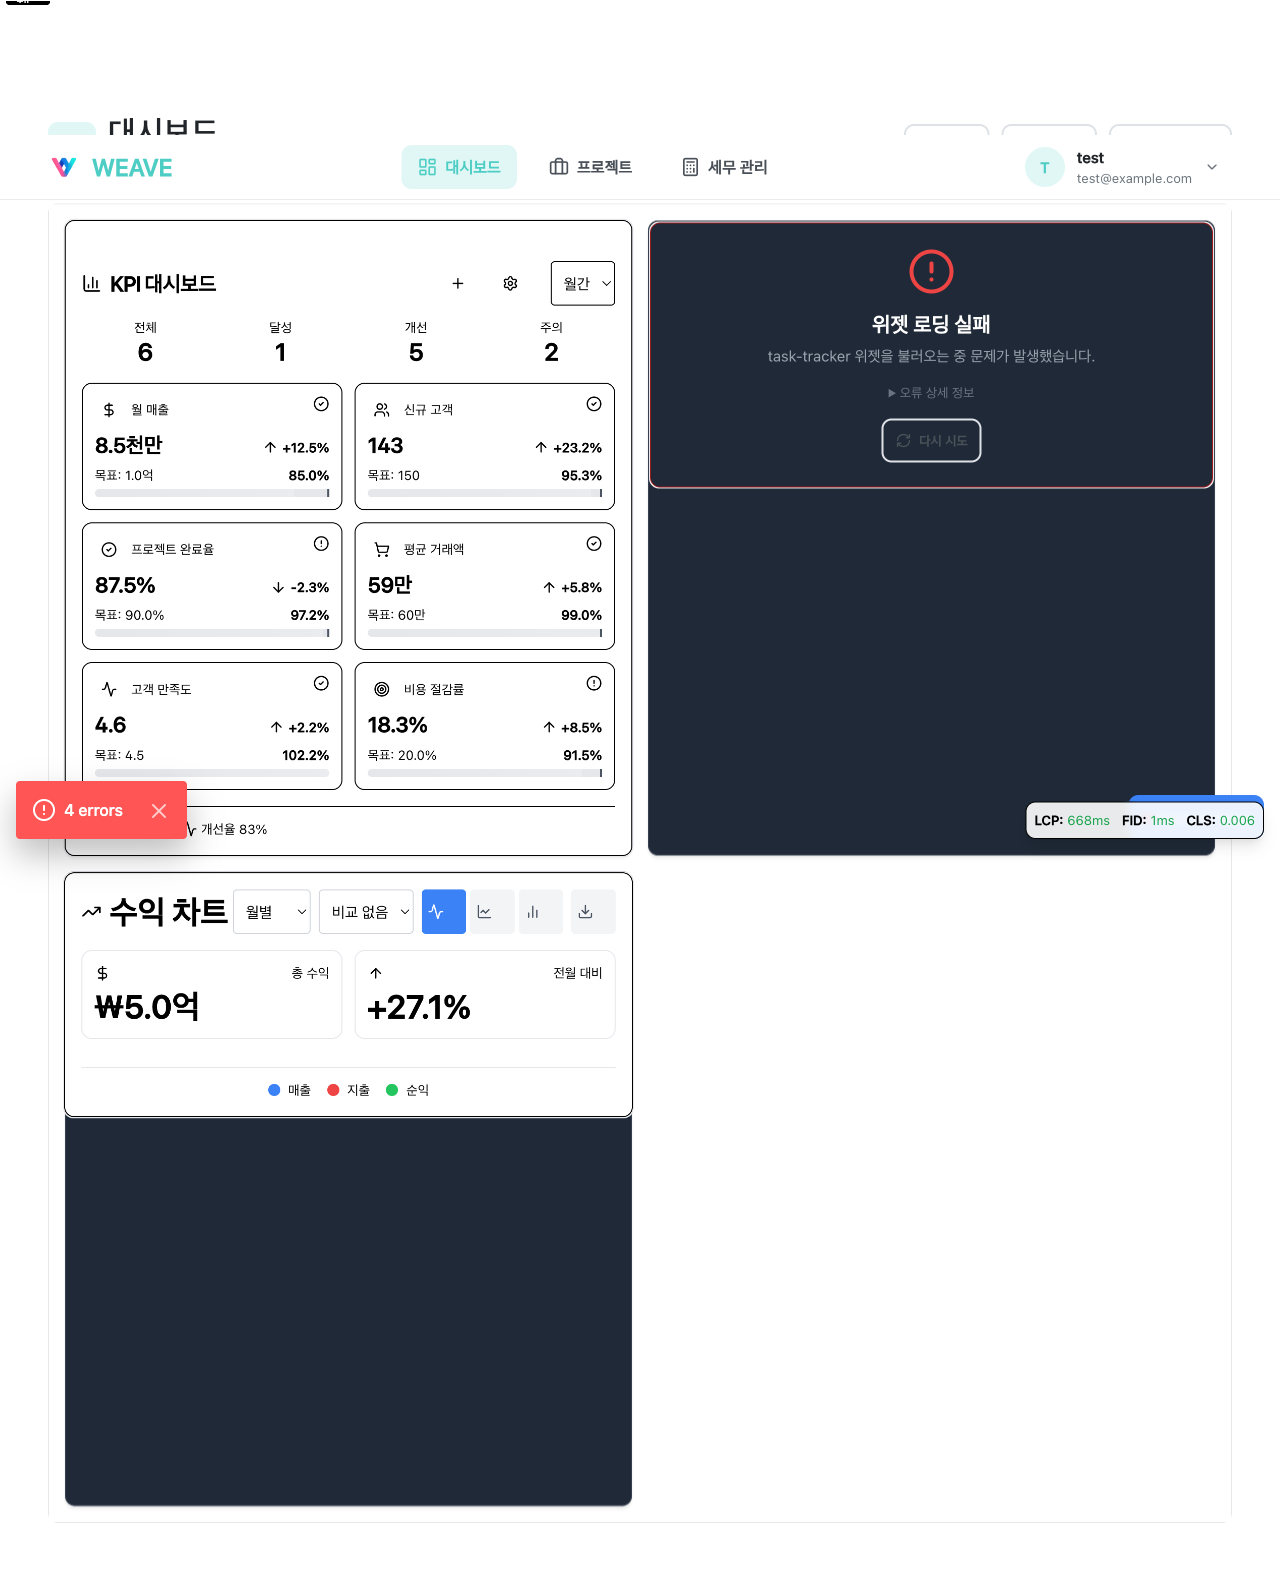 대시보드
WEAVE
대시보드
프로젝트
세무 관리
T
test
test@example.com
KPI 대시보드
월간
전체
달성
개선
주의
6
1
5
2
월 매출
8.5천만
+12.5%
목표: 1.0억
85.0%
신규 고객
143
+23.2%
목표: 150
95.3%
프로젝트 완료율
87.5%
-2.3%
목표: 90.0%
97.2%
평균 거래액
59만
+5.8%
목표: 60만
99.0%
고객 만족도
4.6
+2.2%
목표: 4.5
102.2%
비용 절감률
18.3%
+8.5%
목표: 20.0%
91.5%
개선율 83%
위젯 로딩 실패
task-tracker 위젯을 불러오는 중 문제가 발생했습니다.
▶ 오류 상세 정보
다시 시도
4 errors
LCP: 668ms FID: 1ms CLS: 0.006
수익 차트
월별
비교 없음
총 수익
₩5.0억
전월 대비
+27.1%
매출
지출
순익